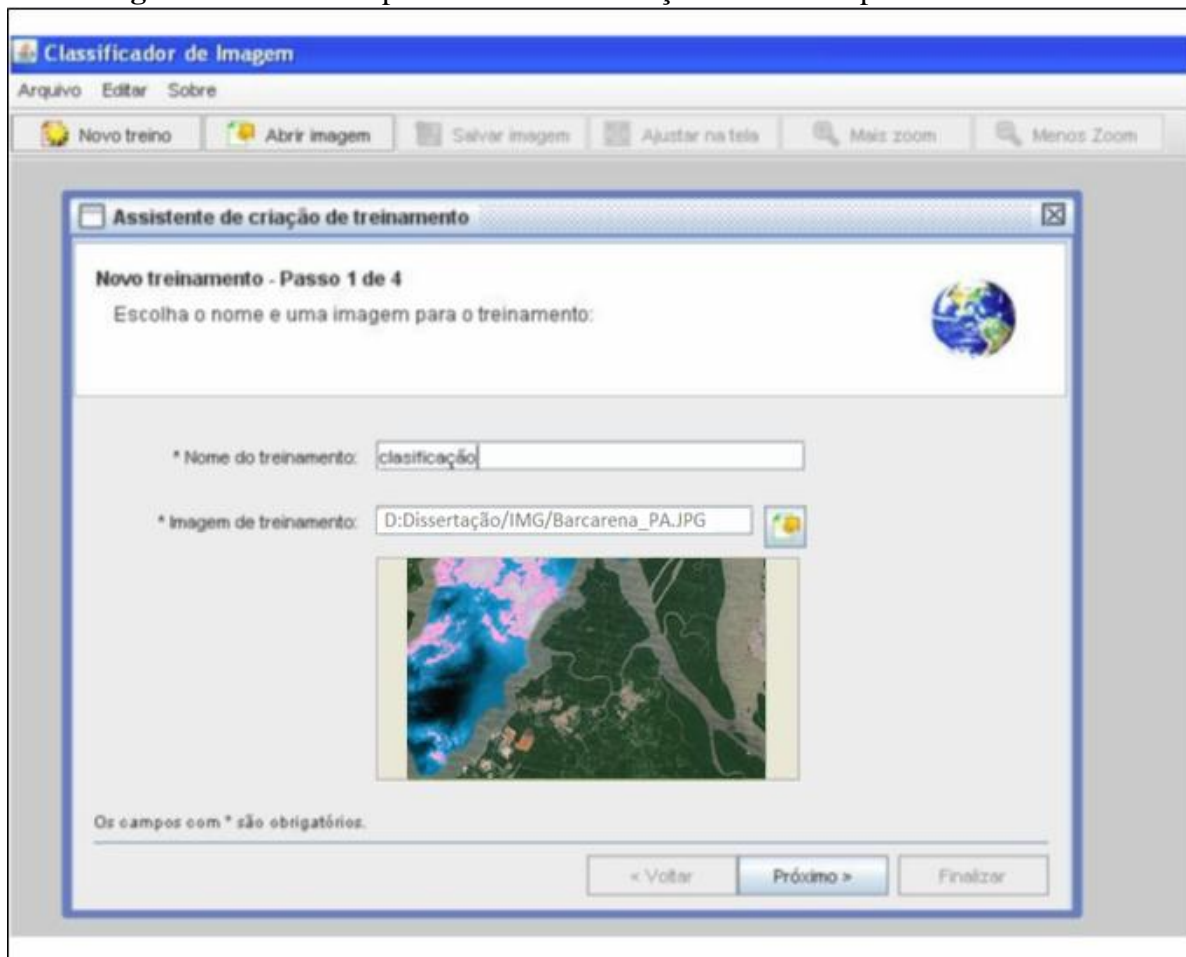 Classificador de Imagem
Arquivo Editar Sobre
Novo treino Abrir imagem Salvar imagem Ajustar na tela Mais zoom Menos Zoom
Assistente de criação de treinamento
Novo treinamento - Passo 1 de 4
Escolha o nome e uma imagem para o treinamento:
* Nome do treinamento: clasificação
* Imagem de treinamento: D:Dissertação/IMG/Barcarena_PA.JPG
Os campos com * são obrigatórios.
« Voltar Próximo » Finalizar